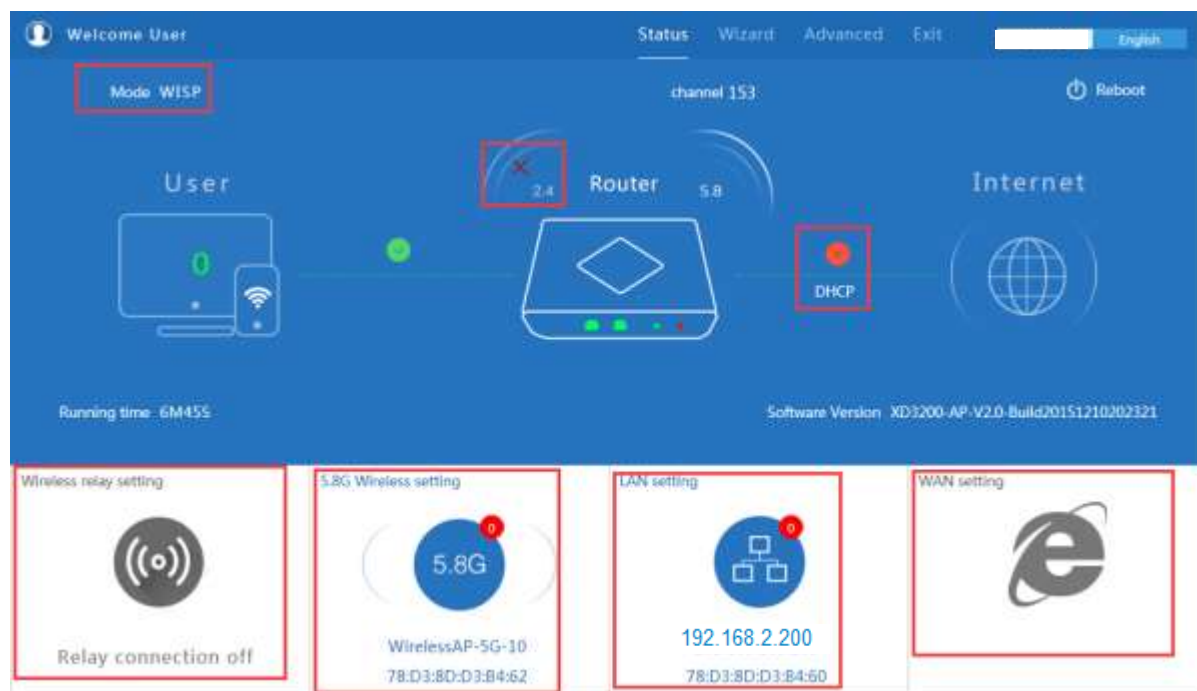 Welcome User
Status Wizard Advanced Exit English
Mode WISP
channel 153
Reboot
User
2.4
Router
5.8
Internet
0
DHCP
Running time 6M45S
Software Version XD3200-AP-V2.0-Build20151210202321
Wireless relay setting
Relay connection off
5.8G Wireless setting
0
5.8G
WirelessAP-5G-10
78:D3:8D:D3:B4:62
LAN setting
0
192.168.2.200
78:D3:8D:D3:B4:60
WAN setting